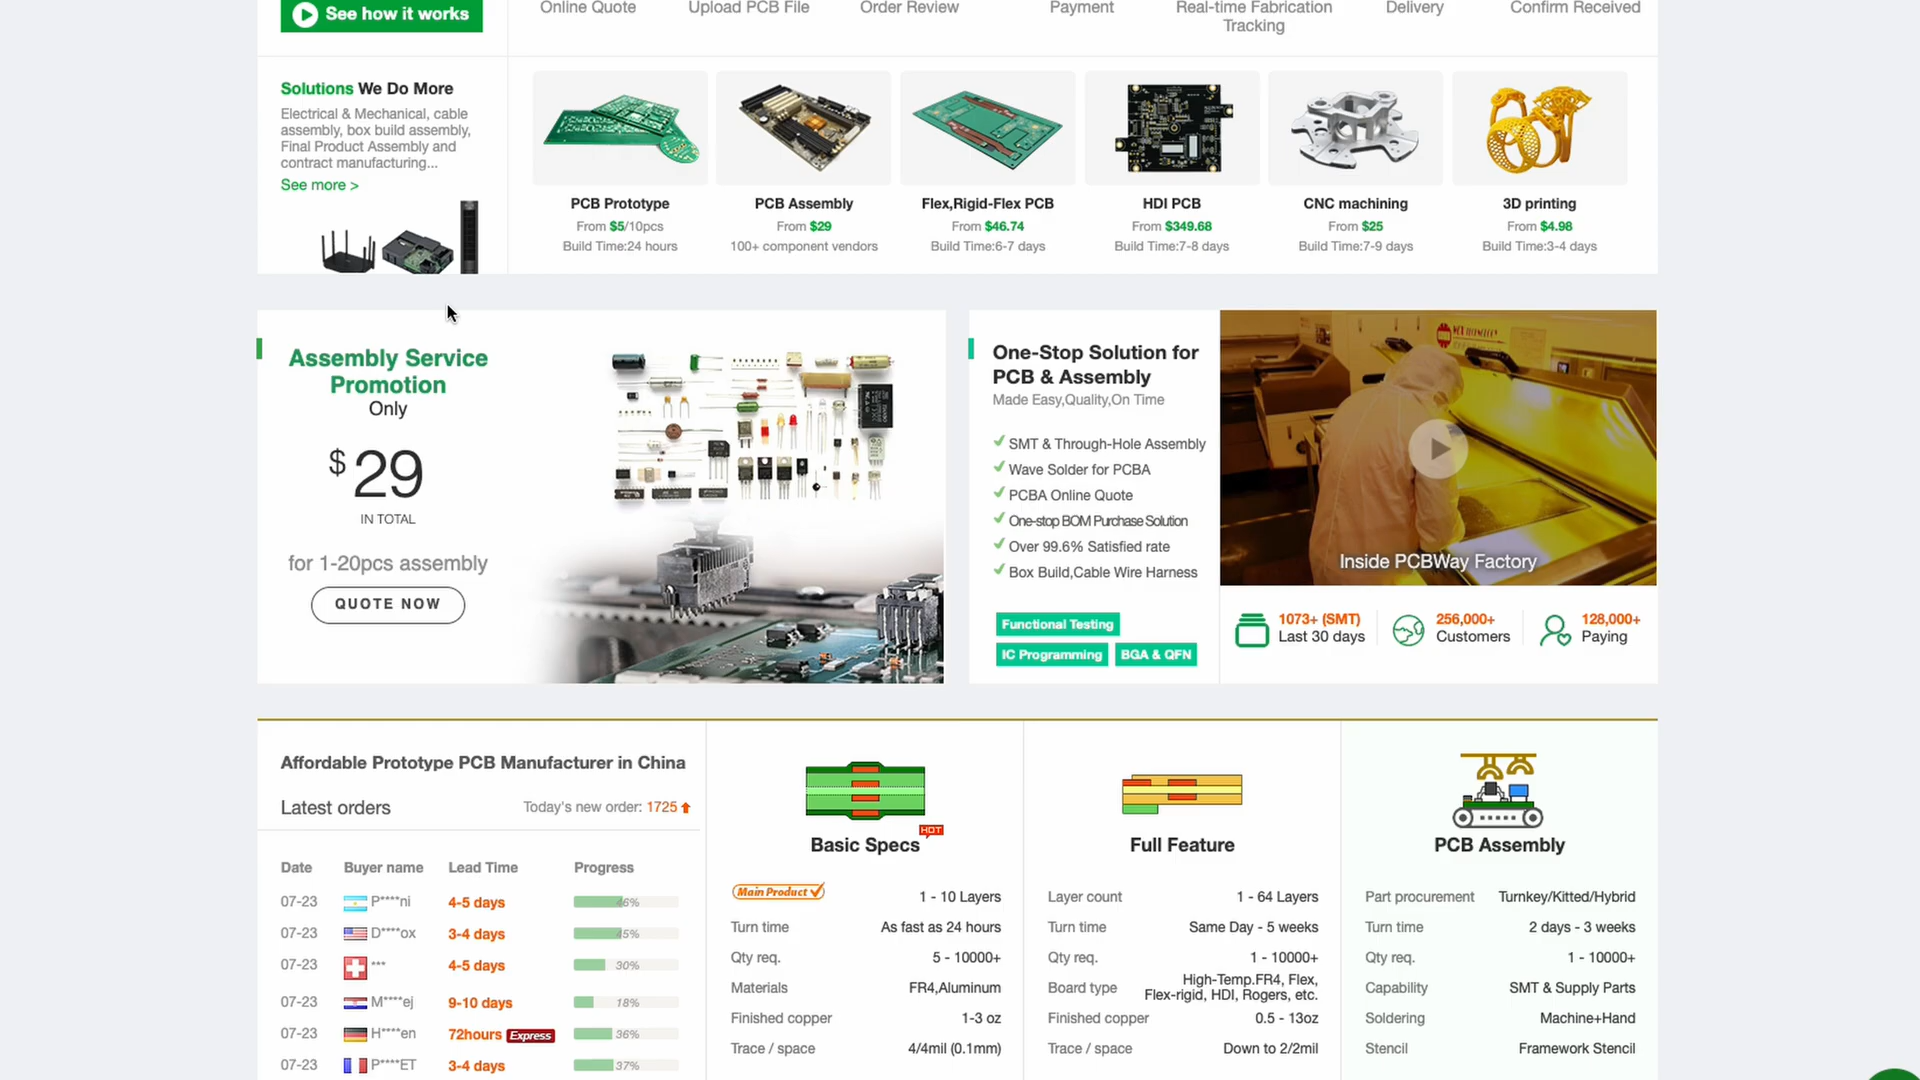 See how it works
Online Quote
Upload PCB File
Order Review
Payment
Real-time Fabrication
Tracking
Delivery
Confirm Received
Solutions We Do More
Electrical & Mechanical, cable
assembly, box build assembly,
Final Product Assembly and
contract manufacturing...
See more >
PCB Prototype
From $5/10pcs
Build Time:24 hours
PCB Assembly
From $29
100+ component vendors
Flex,Rigid-Flex PCB
From $46.74
Build Time:6-7 days
HDI PCB
From $349.68
Build Time:7-8 days
CNC machining
From $25
Build Time:7-9 days
3D printing
From $4.98
Build Time:3-4 days
Assembly Service
Promotion
Only
$29
IN TOTAL
for 1-20pcs assembly
QUOTE NOW
One-Stop Solution for
PCB & Assembly
Made Easy,Quality,On Time
SMT & Through-Hole Assembly
Wave Solder for PCBA
PCBA Online Quote
One-stop BOM Purchase Solution
Over 99.6% Satisfied rate
Box Build,Cable Wire Harness
Functional Testing
IC Programming
BGA & QFN
Inside PCBWay Factory
1073+ (SMT)
Last 30 days
256,000+
Customers
128,000+
Paying
Affordable Prototype PCB Manufacturer in China
Latest orders
Today's new order: 1725
Date Buyer name Lead Time Progress
07-23 P****ni 4-5 days 46%
07-23 D****ox 3-4 days 45%
07-23 *** 4-5 days 30%
07-23 M****ej 9-10 days 18%
07-23 H****en 72hours Express 36%
07-23 P****ET 3-4 days 37%
HOT
Basic Specs
Main Product 1 - 10 Layers
Turn time As fast as 24 hours
Qty req. 5 - 10000+
Materials FR4,Aluminum
Finished copper 1-3 oz
Trace / space 4/4mil (0.1mm)
Full Feature
Layer count 1 - 64 Layers
Turn time Same Day - 5 weeks
Qty req. 1 - 10000+
Board type High-Temp.FR4, Flex,
Flex-rigid, HDI, Rogers, etc.
Finished copper 0.5 - 13oz
Trace / space Down to 2/2mil
PCB Assembly
Part procurement Turnkey/Kitted/Hybrid
Turn time 2 days - 3 weeks
Qty req. 1 - 10000+
Capability SMT & Supply Parts
Soldering Machine+Hand
Stencil Framework Stencil